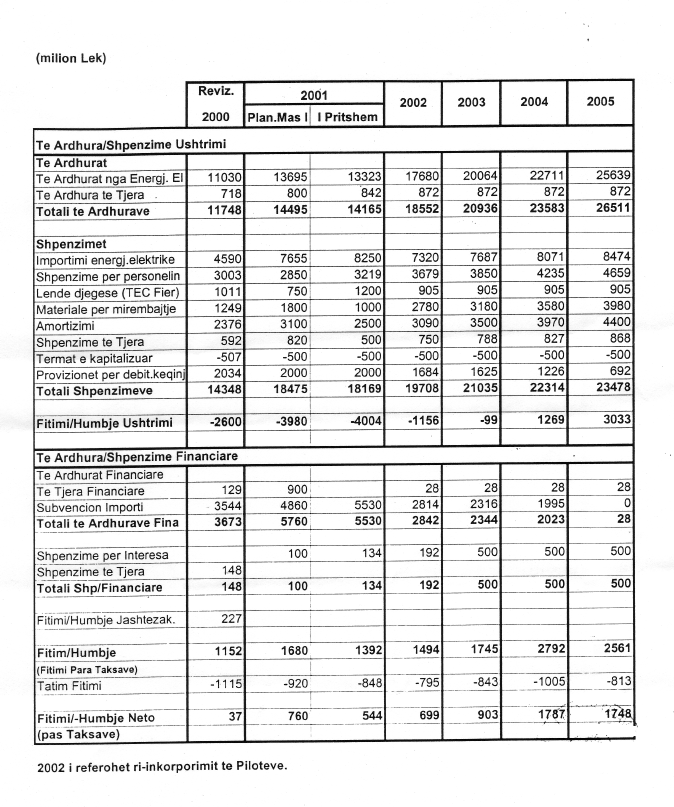 (milion Lek)
Reviz. 2001 2002 2003 2004 2005
2000 Plan.Mas I I Pritshem
Te Ardhura/Shpenzime Ushtrimi
Te Ardhurat
Te Ardhurat nga Energj. El 11030 13695 13323 17680 20064 22711 25639
Te Ardhura te Tjera 718 800 842 872 872 872 872
Totali te Ardhurave 11748 14495 14165 18552 20936 23583 26511
Shpenzimet
Importimi energj.elektrike 4590 7655 8250 7320 7687 8071 8474
Shpenzime per personelin 3003 2850 3219 3679 3850 4235 4659
Lende djegese (TEC Fier) 1011 750 1200 905 905 905 905
Materiale per mirembajtje 1249 1800 1000 2780 3180 3580 3980
Amortizimi 2376 3100 2500 3090 3500 3970 4400
Shpenzime te Tjera 592 820 500 750 788 827 868
Termat e kapitalizuar -507 -500 -500 -500 -500 -500 -500
Provizionet per debit.keqinj 2034 2000 2000 1684 1625 1226 692
Totali Shpenzimeve 14348 18475 18169 19708 21035 22314 23478
Fitimi/Humbje Ushtrimi -2600 -3980 -4004 -1156 -99 1269 3033
Te Ardhura/Shpenzime Financiare
Te Ardhurat Financiare
Te Tjera Financiare 129 900 28 28 28 28
Subvencion Importi 3544 4860 5530 2814 2316 1995 0
Totali te Ardhurave Fina 3673 5760 5530 2842 2344 2023 28
Shpenzime per Interesa 100 134 192 500 500 500
Shpenzime te Tjera 148
Totali Shp/Financiare 148 100 134 192 500 500 500
Fitimi/Humbje Jashtezak. 227
Fitim/Humbje 1152 1680 1392 1494 1745 2792 2561
(Fitimi Para Taksave)
Tatim Fitimi -1115 -920 -848 -795 -843 -1005 -813
Fitimi/-Humbje Neto 37 760 544 699 903 1787 1748
(pas Taksave)
2002 i referohet ri-inkorporimit te Piloteve.